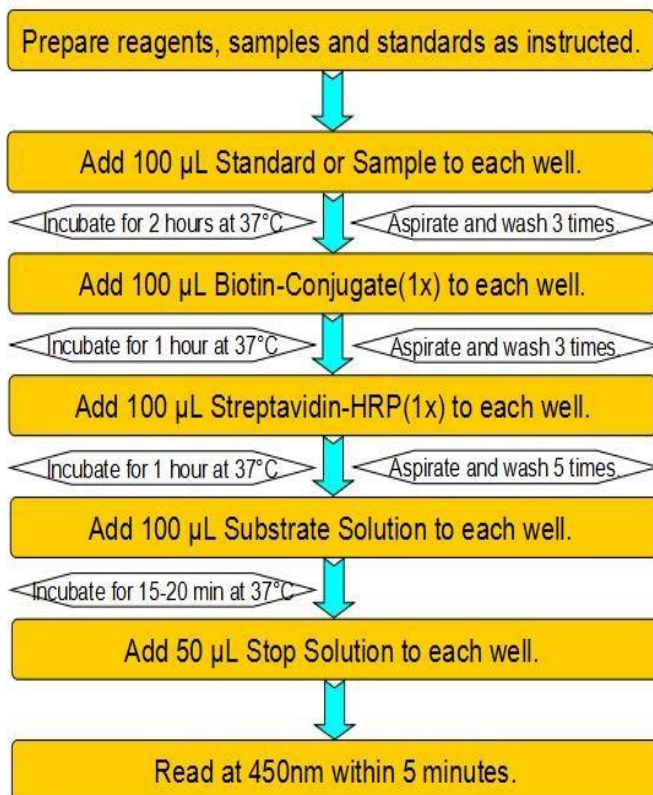 Prepare reagents, samples and standards as instructed.
Add 100 µL Standard or Sample to each well.
Incubate for 2 hours at 37°C
Aspirate and wash 3 times.
Add 100 µL Biotin-Conjugate(1x) to each well.
Incubate for 1 hour at 37°C
Aspirate and wash 3 times.
Add 100 µL Streptavidin-HRP(1x) to each well.
Incubate for 1 hour at 37°C
Aspirate and wash 5 times.
Add 100 µL Substrate Solution to each well.
Incubate for 15-20 min at 37°C
Add 50 µL Stop Solution to each well.
Read at 450nm within 5 minutes.